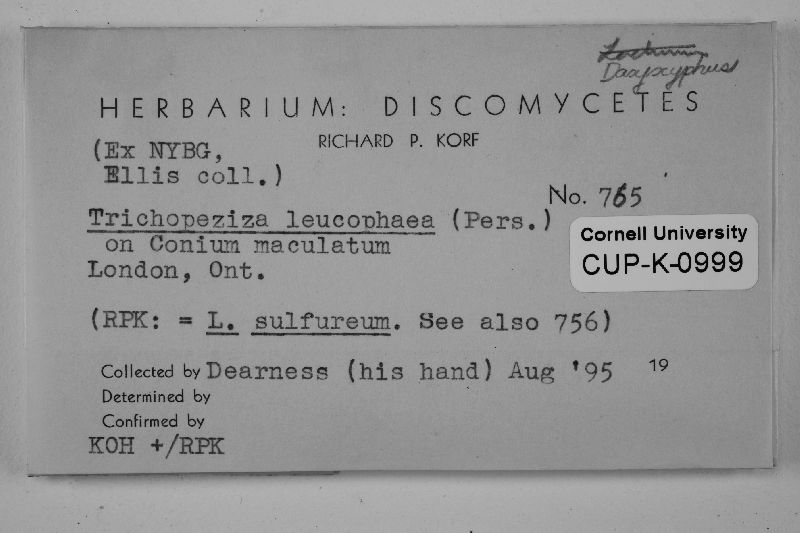 Dasyscyphus
HERBARIUM: DISCOMYCETES
RICHARD P. KORF
(Ex NYBG,
Ellis coll.)
No. 765
Trichopeziza leucophaea (Pers.)
on Conium maculatum
London, Ont.
Cornell University
CUP-K-0999
(RPK: = L. sulfureum. See also 756)
Collected by Dearness (his hand) Aug '95 19
Determined by
Confirmed by
KOH +/RPK